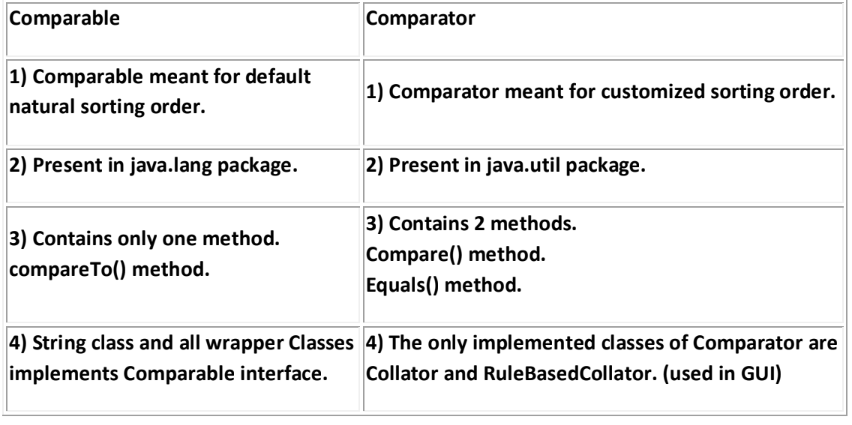 Comparable
Comparator
1) Comparable meant for default
natural sorting order.
1) Comparator meant for customized sorting order.
2) Present in java.lang package.
2) Present in java.util package.
3) Contains only one method.
compareTo() method.
3) Contains 2 methods.
Compare() method.
Equals() method.
4) String class and all wrapper Classes
implements Comparable interface.
4) The only implemented classes of Comparator are
Collator and RuleBasedCollator. (used in GUI)